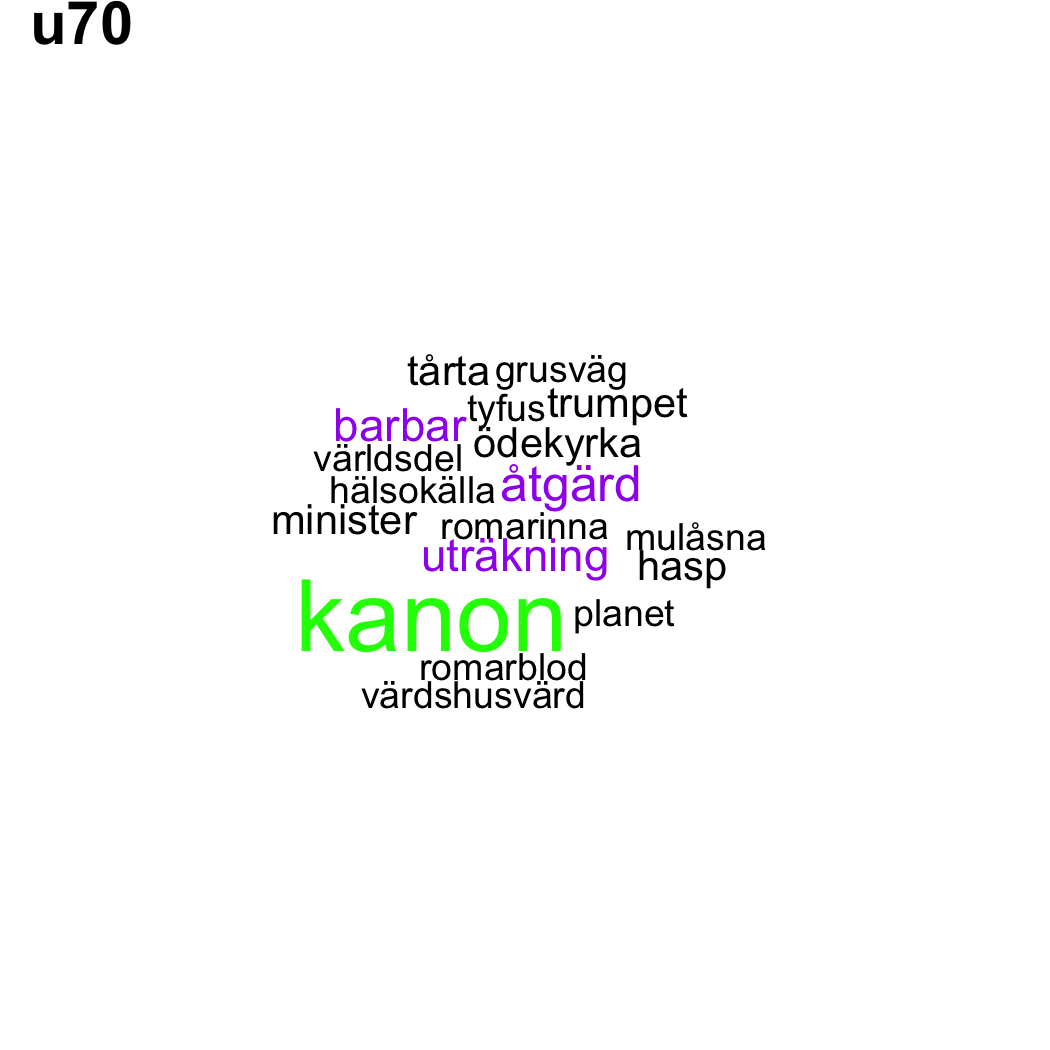 u70
tårta grusväg
tyfus trumpet
barbar ödekyrka
världsdel
hälsokälla åtgärd
minister romarinna mulåsna
uträkning hasp
kanon planet
romarblod
värdshusvärd